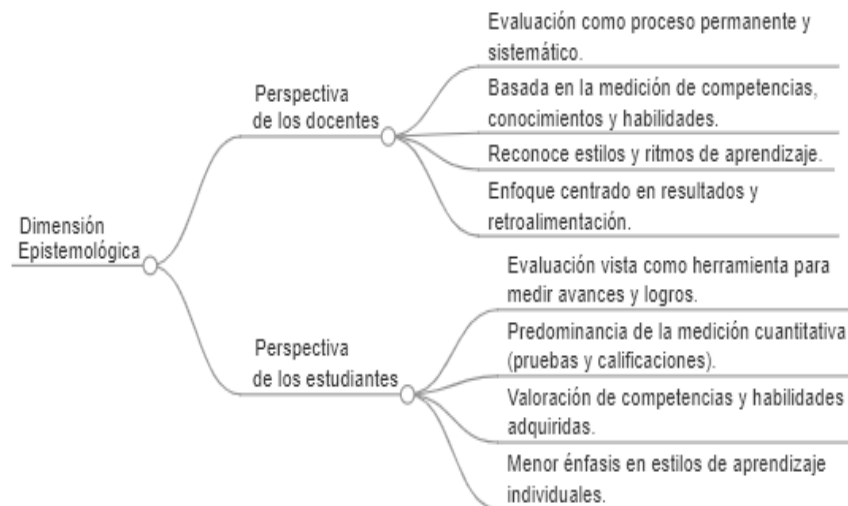 Dimensión
Epistemológica
Perspectiva
de los docentes
Evaluación como proceso permanente y
sistemático.
Basada en la medición de competencias,
conocimientos y habilidades.
Reconoce estilos y ritmos de aprendizaje.
Enfoque centrado en resultados y
retroalimentación.
Perspectiva
de los estudiantes
Evaluación vista como herramienta para
medir avances y logros.
Predominancia de la medición cuantitativa
(pruebas y calificaciones).
Valoración de competencias y habilidades
adquiridas.
Menor énfasis en estilos de aprendizaje
individuales.